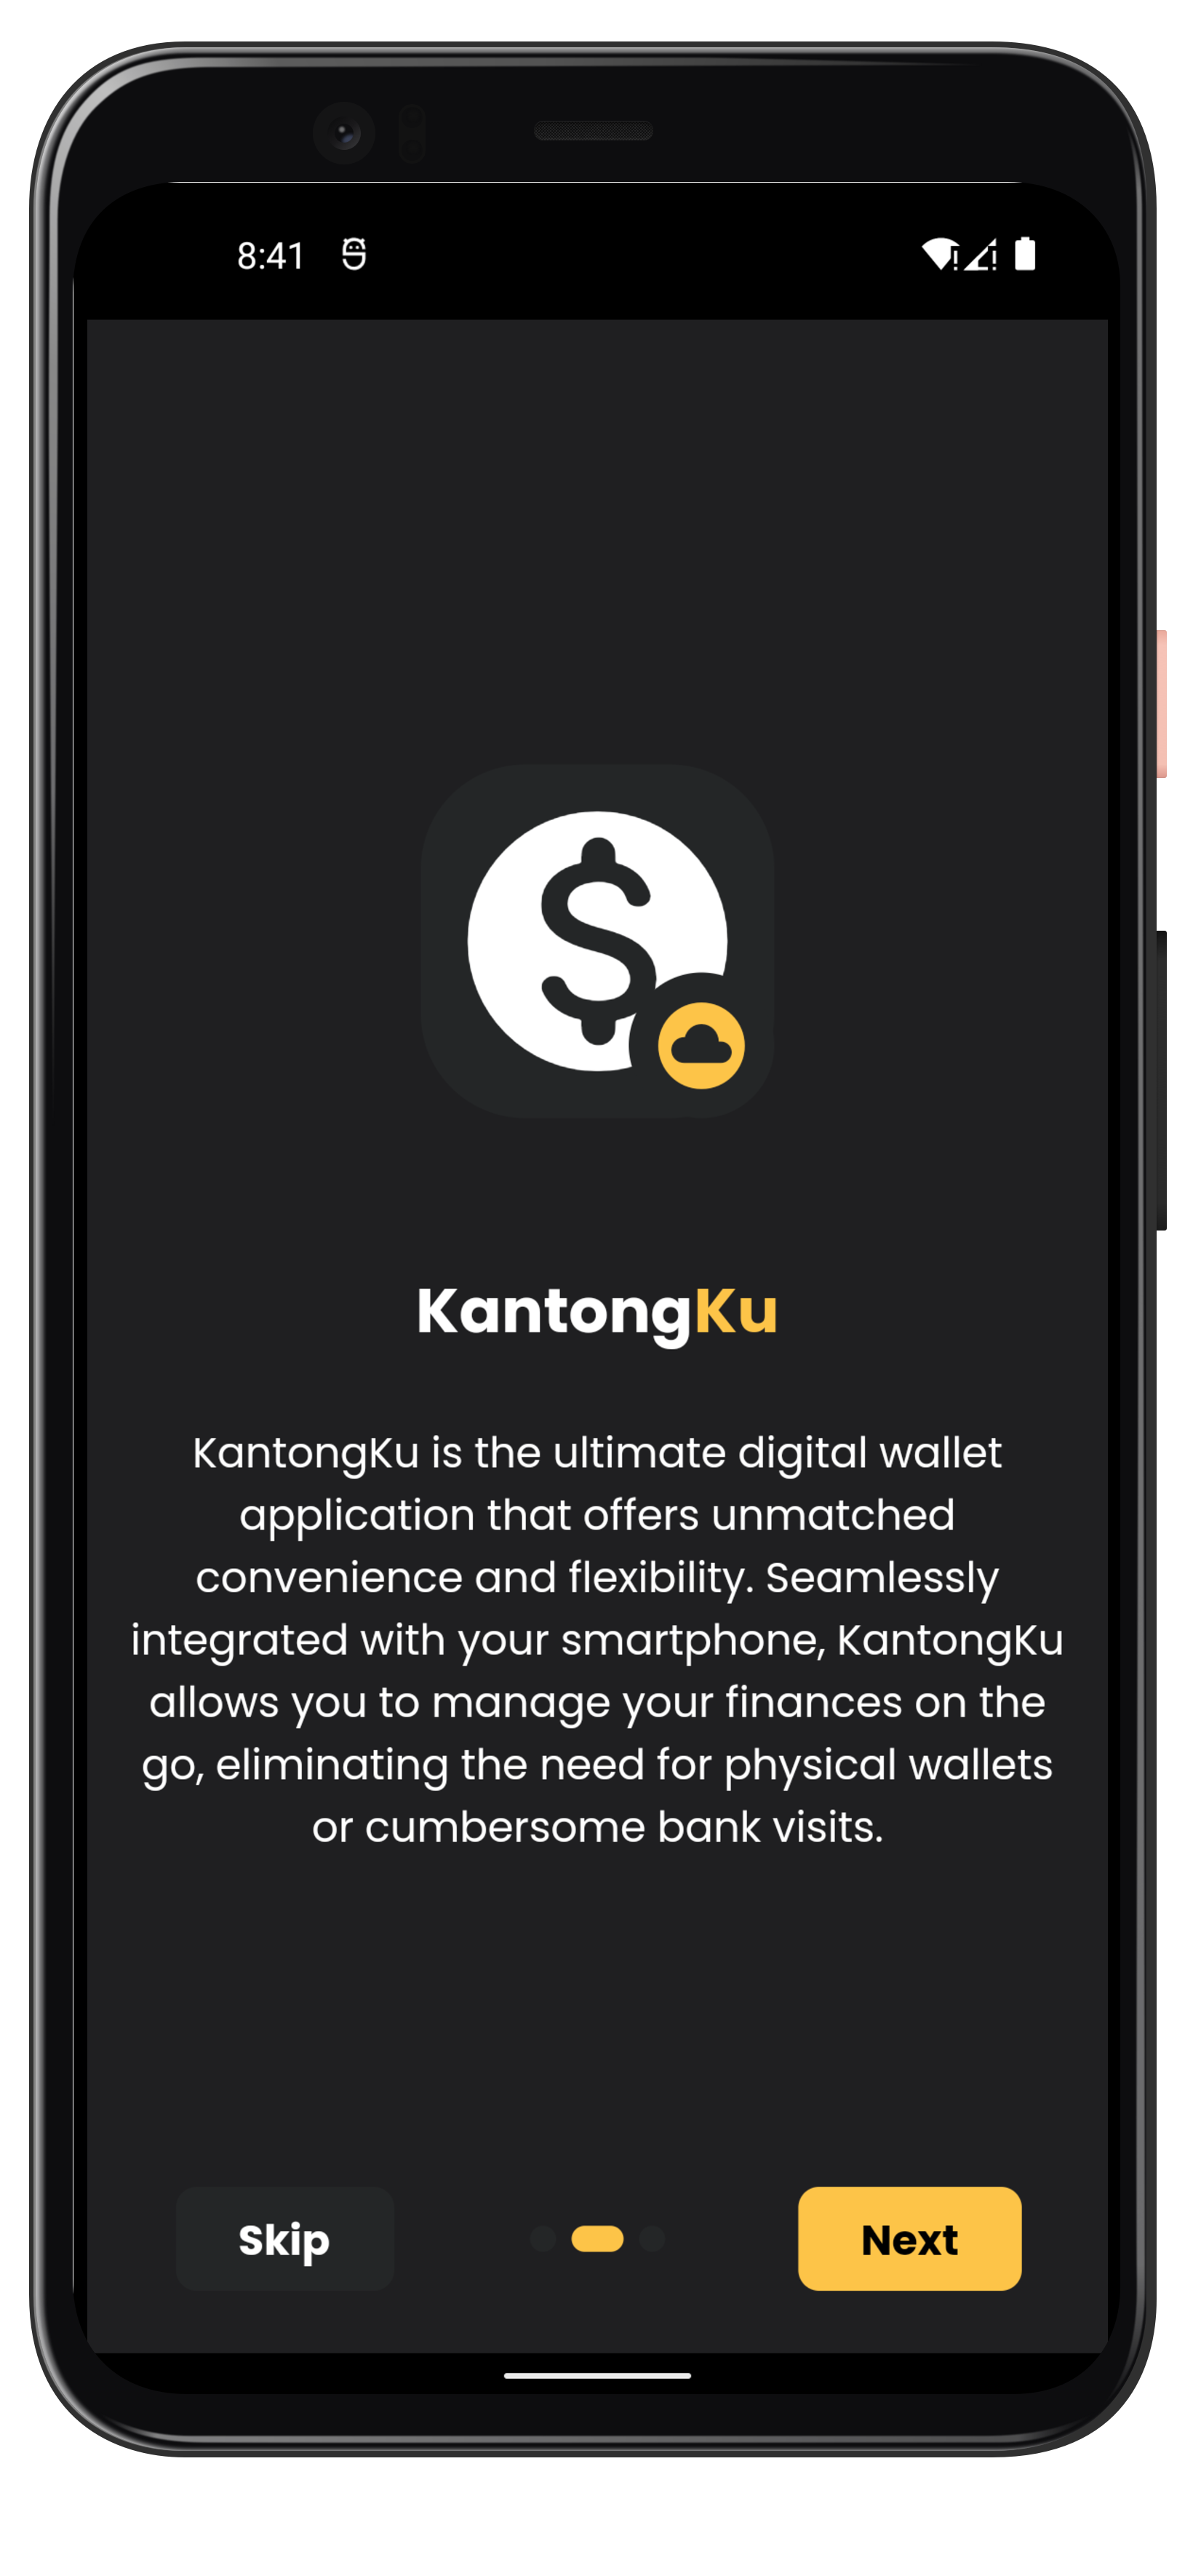 8:41
KantongKu
KantongKu is the ultimate digital wallet
application that offers unmatched
convenience and flexibility. Seamlessly
integrated with your smartphone, KantongKu
allows you to manage your finances on the
go, eliminating the need for physical wallets
or cumbersome bank visits.
Skip
Next